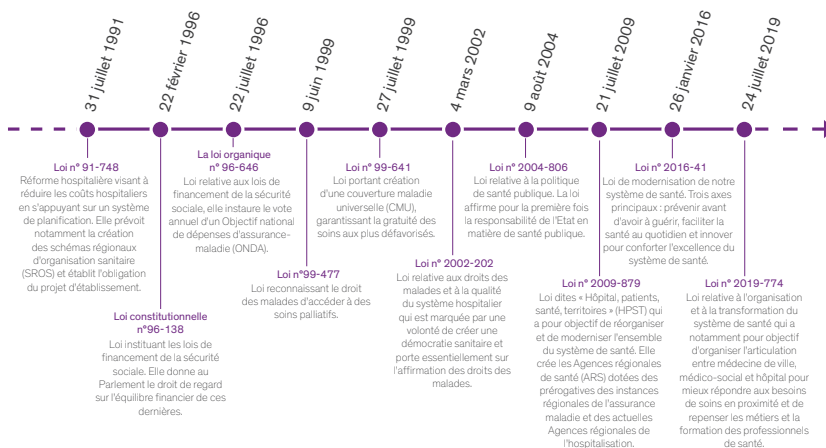 31 juillet 1991
22 février 1996
22 juillet 1996
9 juin 1999
27 juillet 1999
4 mars 2002
9 août 2004
21 juillet 2009
26 janvier 2016
24 juillet 2019
Loi n° 91-748
Réforme hospitalière visant à
réduire les coûts hospitaliers
en s'appuyant sur un système
de planification. Elle prévoit
notamment la création
des schémas régionaux
d'organisation sanitaire
(SROS) et établit l'obligation
du projet d'établissement.
Loi constitutionnelle
n°96-138
Loi instituant les lois de
financement de la sécurité
sociale. Elle donne au
Parlement le droit de regard
sur l'équilibre financier de ces
dernières.
La loi organique
n° 96-646
Loi relative aux lois de
financement de la sécurité
sociale, elle instaure le vote
annuel d'un Objectif national
de dépenses d'assurance-
maladie (ONDA).
Loi n°99-477
Loi reconnaissant le droit
des malades d'accéder à des
soins palliatifs.
Loi n° 99-641
Loi portant création
d'une couverture maladie
universelle (CMU),
garantissant la gratuité des
soins aux plus défavorisés.
Loi n° 2002-202
Loi relative aux droits des
malades et à la qualité
du système hospitalier
qui est marquée par une
volonté de créer une
démocratie sanitaire et
porte essentiellement sur
l'affirmation des droits des
malades.
Loi n° 2004-806
Loi relative à la politique
de santé publique. La loi
affirme pour la première fois
la responsabilité de l'Etat en
matière de santé publique.
Loi n° 2009-879
Loi dites « Hôpital, patients,
santé, territoires » (HPST) qui
a pour objectif de réorganiser
et de moderniser l'ensemble
du système de santé. Elle
crée les Agences régionales
de santé (ARS) dotées des
prérogatives des instances
régionales de l'assurance
maladie et des actuelles
Agences régionales de
l'hospitalisation.
Loi n° 2016-41
Loi de modernisation de notre
système de santé. Trois axes
principaux : prévenir avant
d'avoir à guérir, faciliter la
santé au quotidien et innover
pour conforter l'excellence du
système de santé.
Loi n° 2019-774
Loi relative à l'organisation
et à la transformation du
système de santé qui a
notamment pour objectif
d'organiser l'articulation
entre médecine de ville,
médico-social et hôpital pour
mieux répondre aux besoins
de soins en proximité et de
repenser les métiers et la
formation des professionnels
de santé.